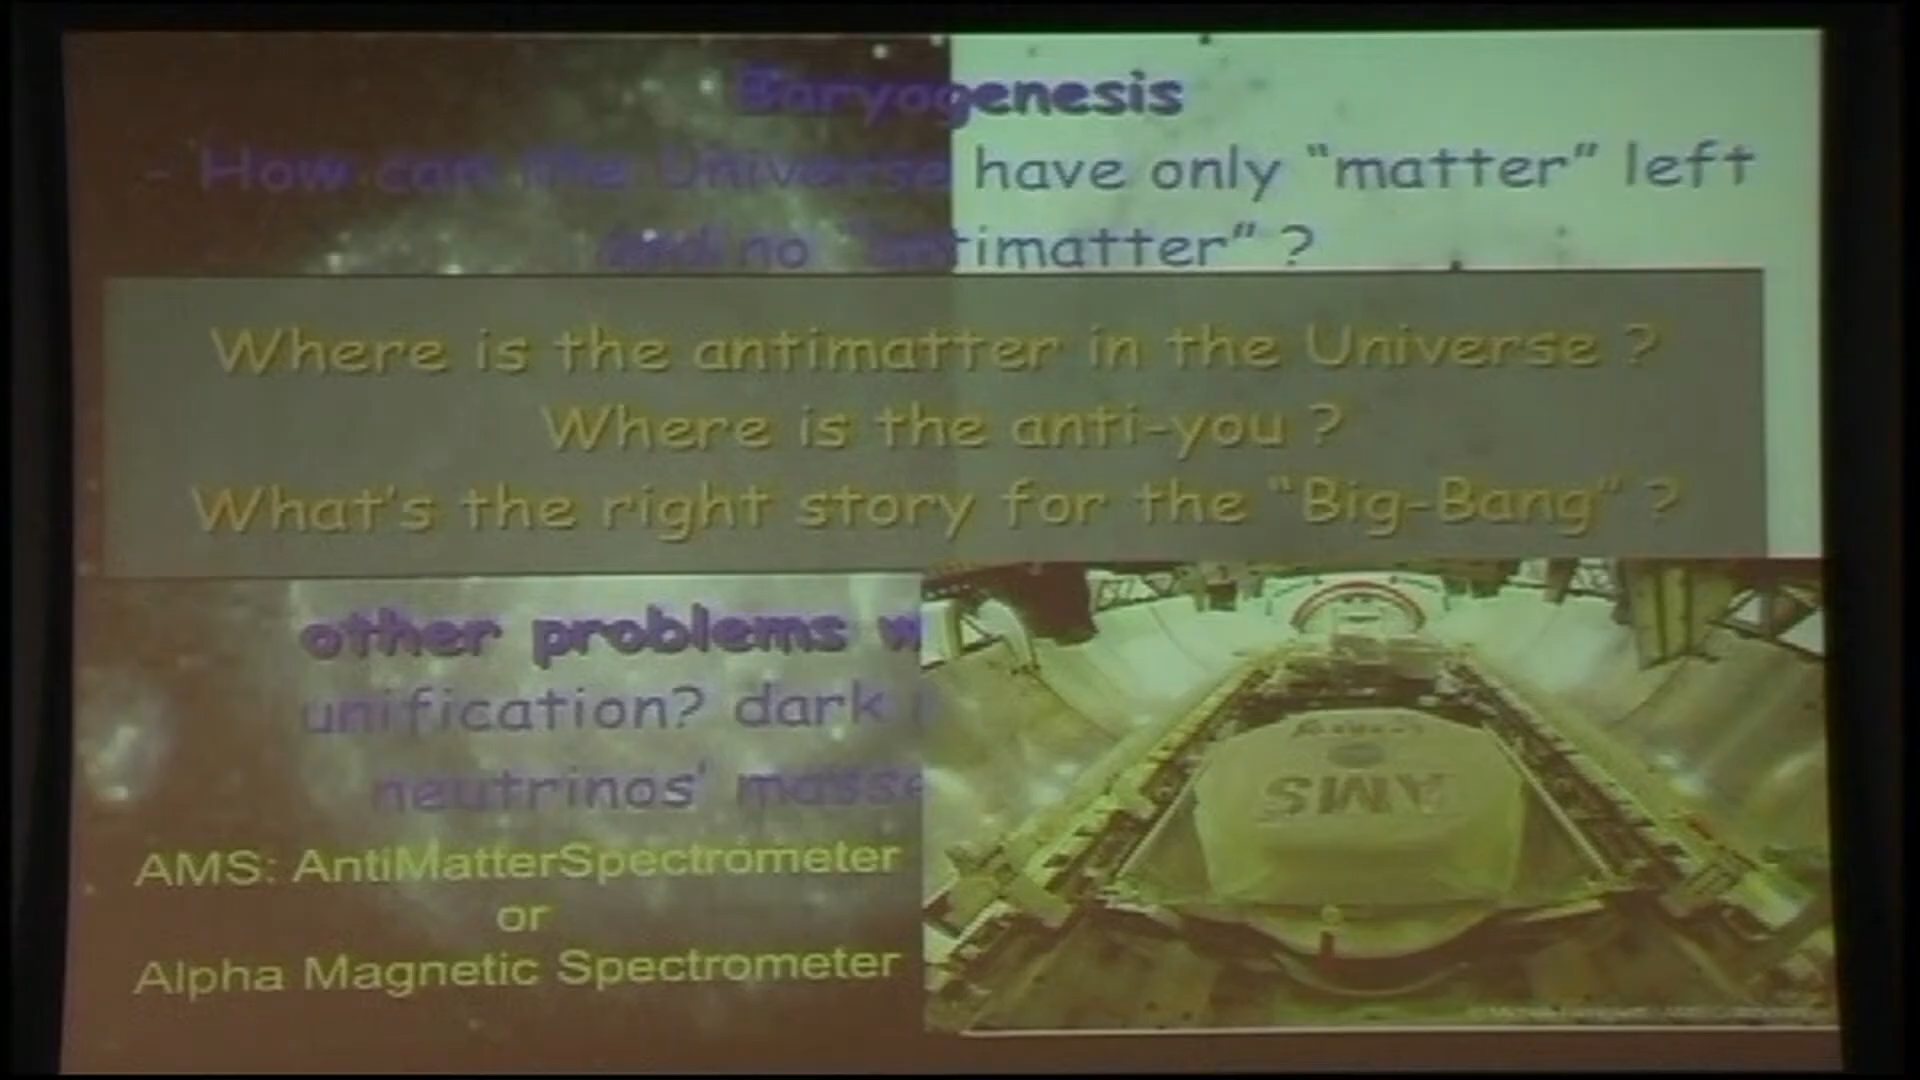 Baryogenesis
- How can the Universe have only “matter” left
and no “antimatter” ?
Where is the antimatter in the Universe ?
Where is the anti-you ?
What's the right story for the “Big-Bang” ?
other problems w
unification? dark
neutrinos' masse
AMS: AntiMatterSpectrometer
or
Alpha Magnetic Spectrometer
AMS